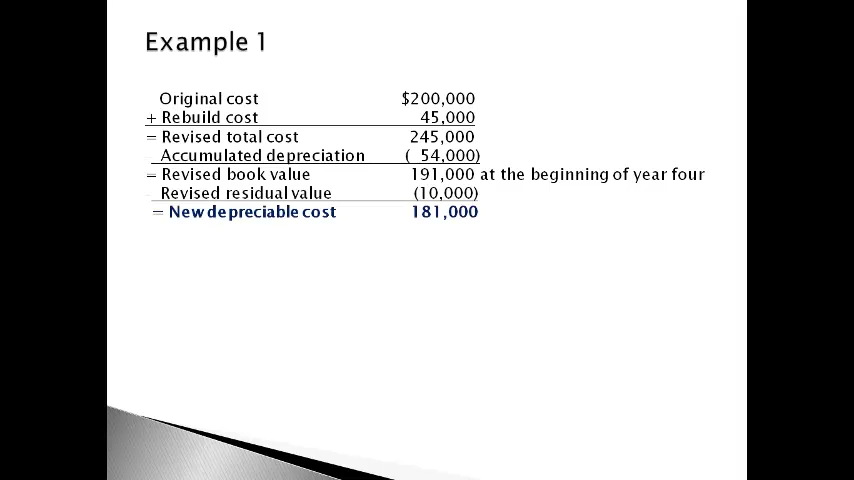 Example 1
Original cost $200,000
+ Rebuild cost 45,000
= Revised total cost 245,000
Accumulated depreciation ( 54,000)
= Revised book value 191,000 at the beginning of year four
Revised residual value (10,000)
= New depreciable cost 181,000